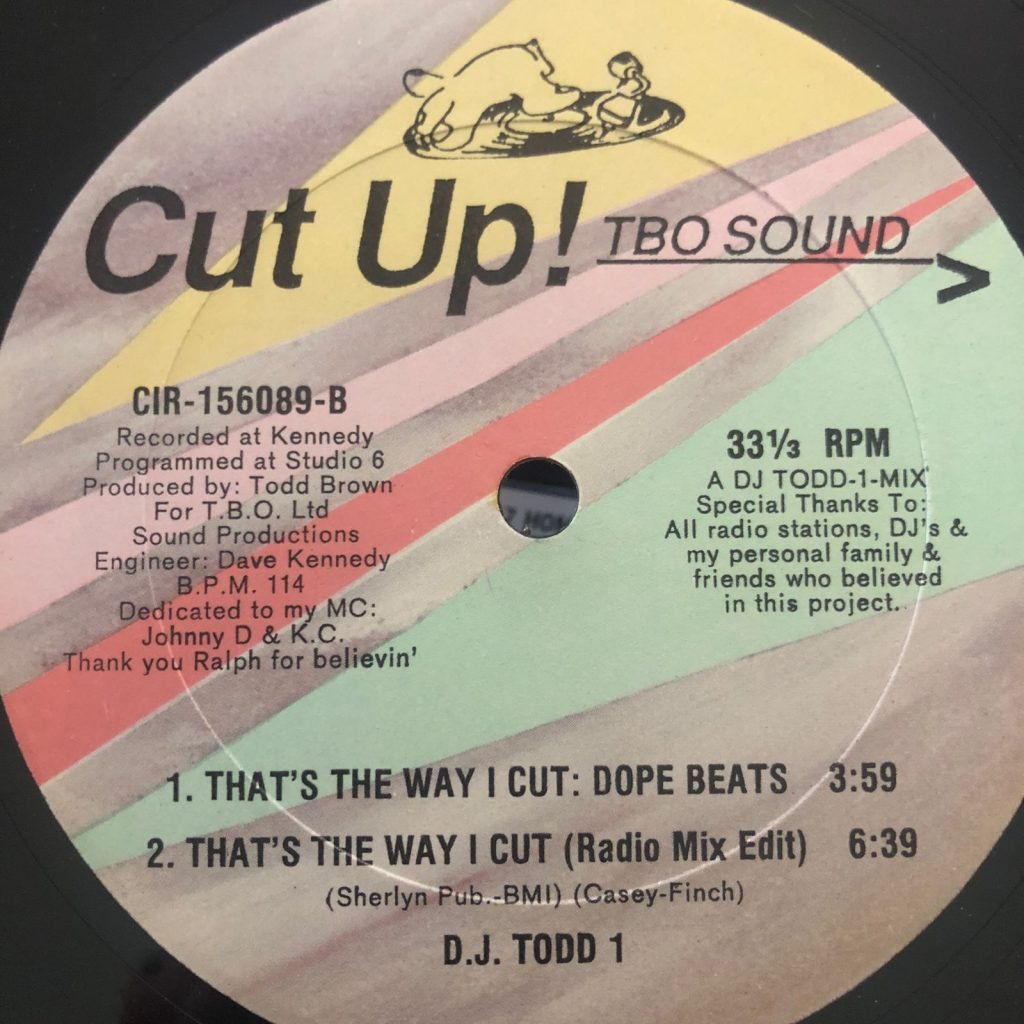 Cut Up! TBO SOUND >
CIR-156089-B
Recorded at Kennedy
Programmed at Studio 6
Produced by: Todd Brown
For T.B.O. Ltd
Sound Productions
Engineer: Dave Kennedy
B.P.M. 114
Dedicated to my MC:
Johnny D & K.C.
Thank you Ralph for believin'
33⅓ RPM
A DJ TODD-1-MIX
Special Thanks To:
All radio stations, DJ's &
my personal family &
friends who believed
in this project.
1. THAT'S THE WAY I CUT: DOPE BEATS 3:59
2. THAT'S THE WAY I CUT (Radio Mix Edit) 6:39
(Sherlyn Pub.-BMI) (Casey-Finch)
D.J. TODD 1